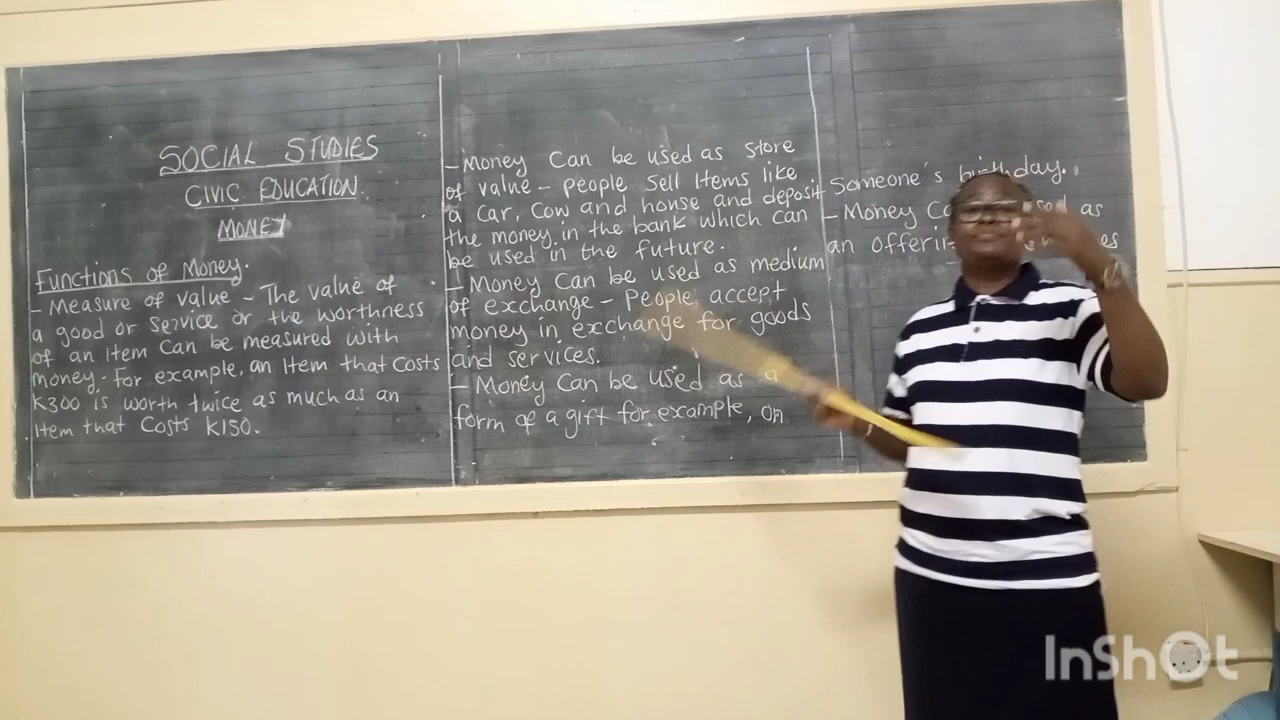 SOCIAL STUDIES
CIVIC EDUCATION
MONEY
Functions of Money.
- Measure of value - The value of
a good or service or the worthness
of an Item Can be measured with
money. For example, an Item that Costs
K300 is worth twice as much as an
Item that Costs K150.
- Money Can be used as store
of value - people sell Items like
a Car, Cow and house and deposit
the money in the bank which can
be used in the future.
- Money Can be used as medium
of exchange - People accept
money in exchange for goods
and services.
- Money Can be used as a
form of a gift for example, on
Someone's birthday.
- Money as
an
InShOt